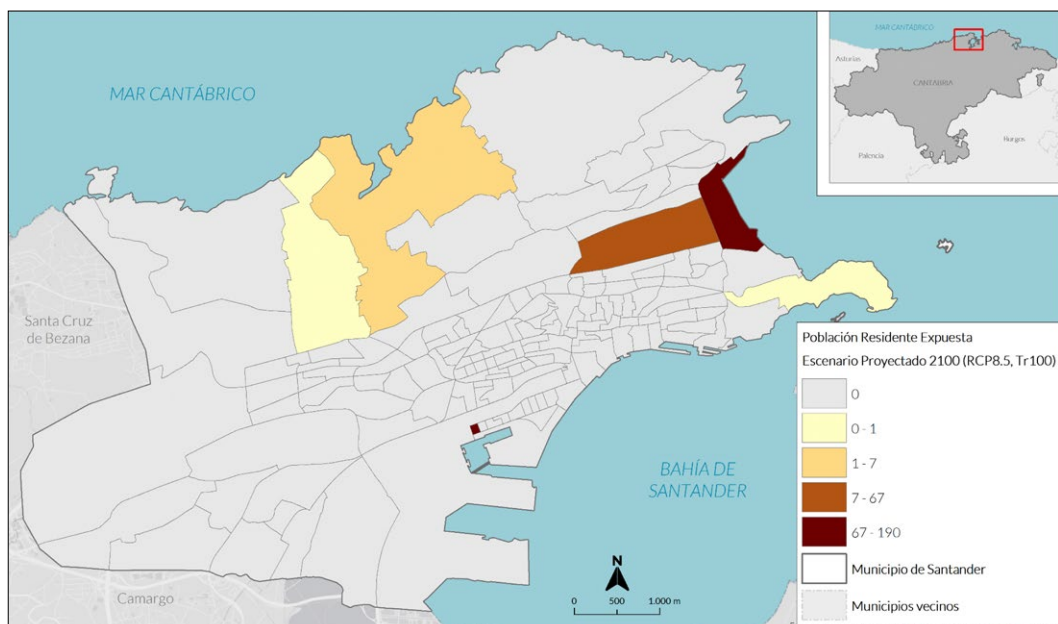 MAR CANTÁBRICO
MAR CANTÁBRICO
Asturias
CANTABRIA
Burgos
Palencia
Santa Cruz
de Bezana
BAHÍA DE
SANTANDER
Camargo
N
0 500 1.000 m
Población Residente Expuesta
Escenario Proyectado 2100 (RCP8.5, Tr100)
0
0 - 1
1 - 7
7 - 67
67 - 190
Municipio de Santander
Municipios vecinos